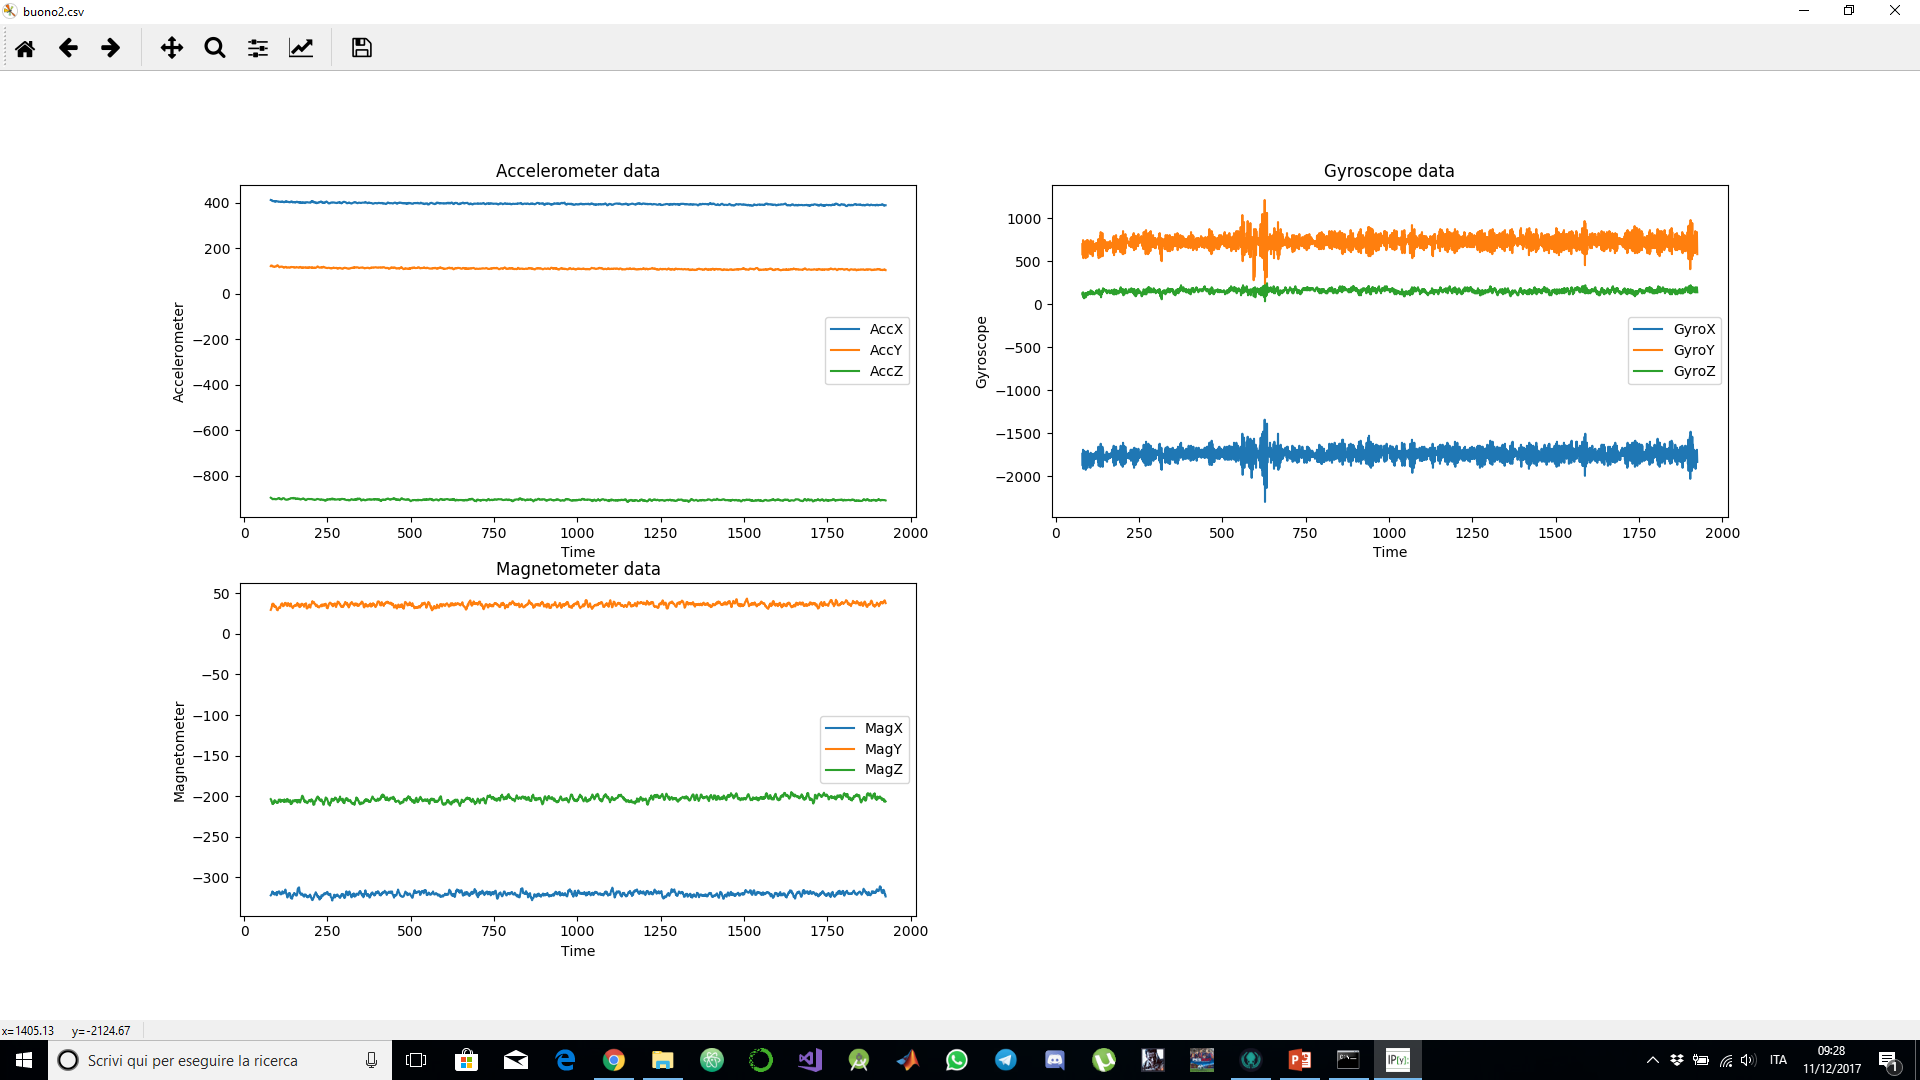 buono2.csv
Accelerometer data
400
200
0
−200
−400
−600
−800
Accelerometer
AccX
AccY
AccZ
0 250 500 750 1000 1250 1500 1750 2000
Time
Gyroscope data
1000
500
0
−500
−1000
−1500
−2000
Gyroscope
GyroX
GyroY
GyroZ
0 250 500 750 1000 1250 1500 1750 2000
Time
Magnetometer data
50
0
−50
−100
−150
−200
−250
−300
Magnetometer
MagX
MagY
MagZ
0 250 500 750 1000 1250 1500 1750 2000
Time
x=1405.13 y=-2124.67
Scrivi qui per eseguire la ricerca
IP[y]:
ITA
09:28
11/12/2017
1